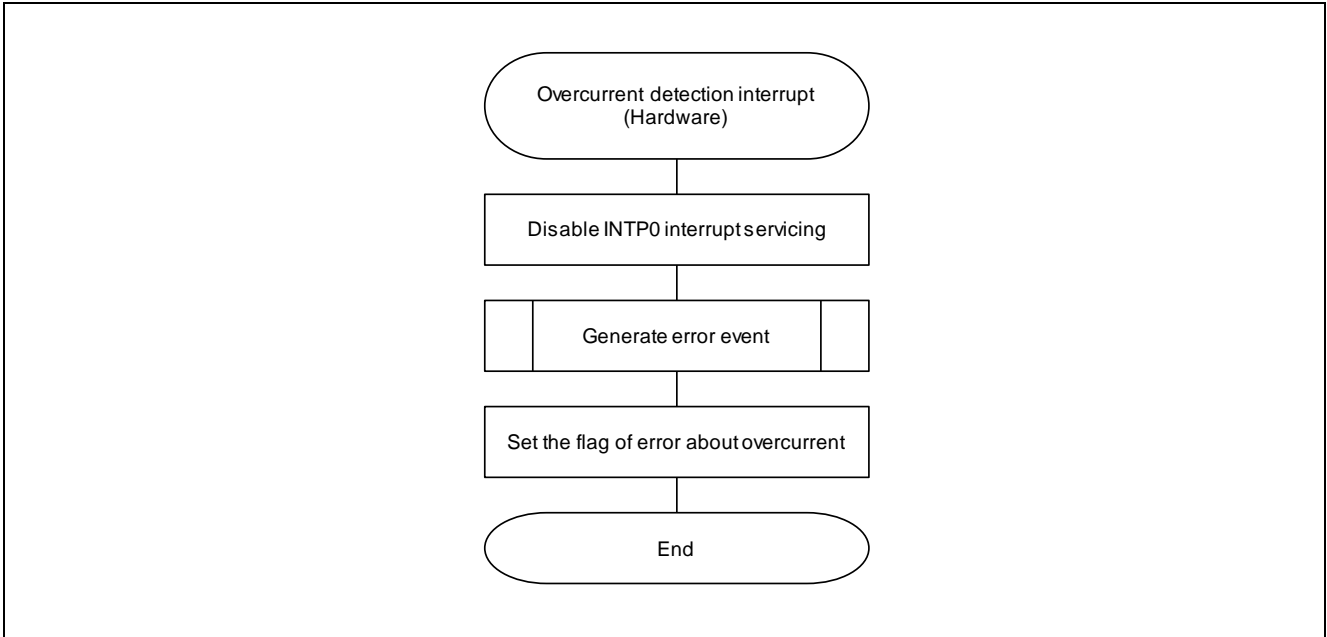 Overcurrent detection interrupt
(Hardware)
Disable INTP0 interrupt servicing
Generate error event
Set the flag of error about overcurrent
End